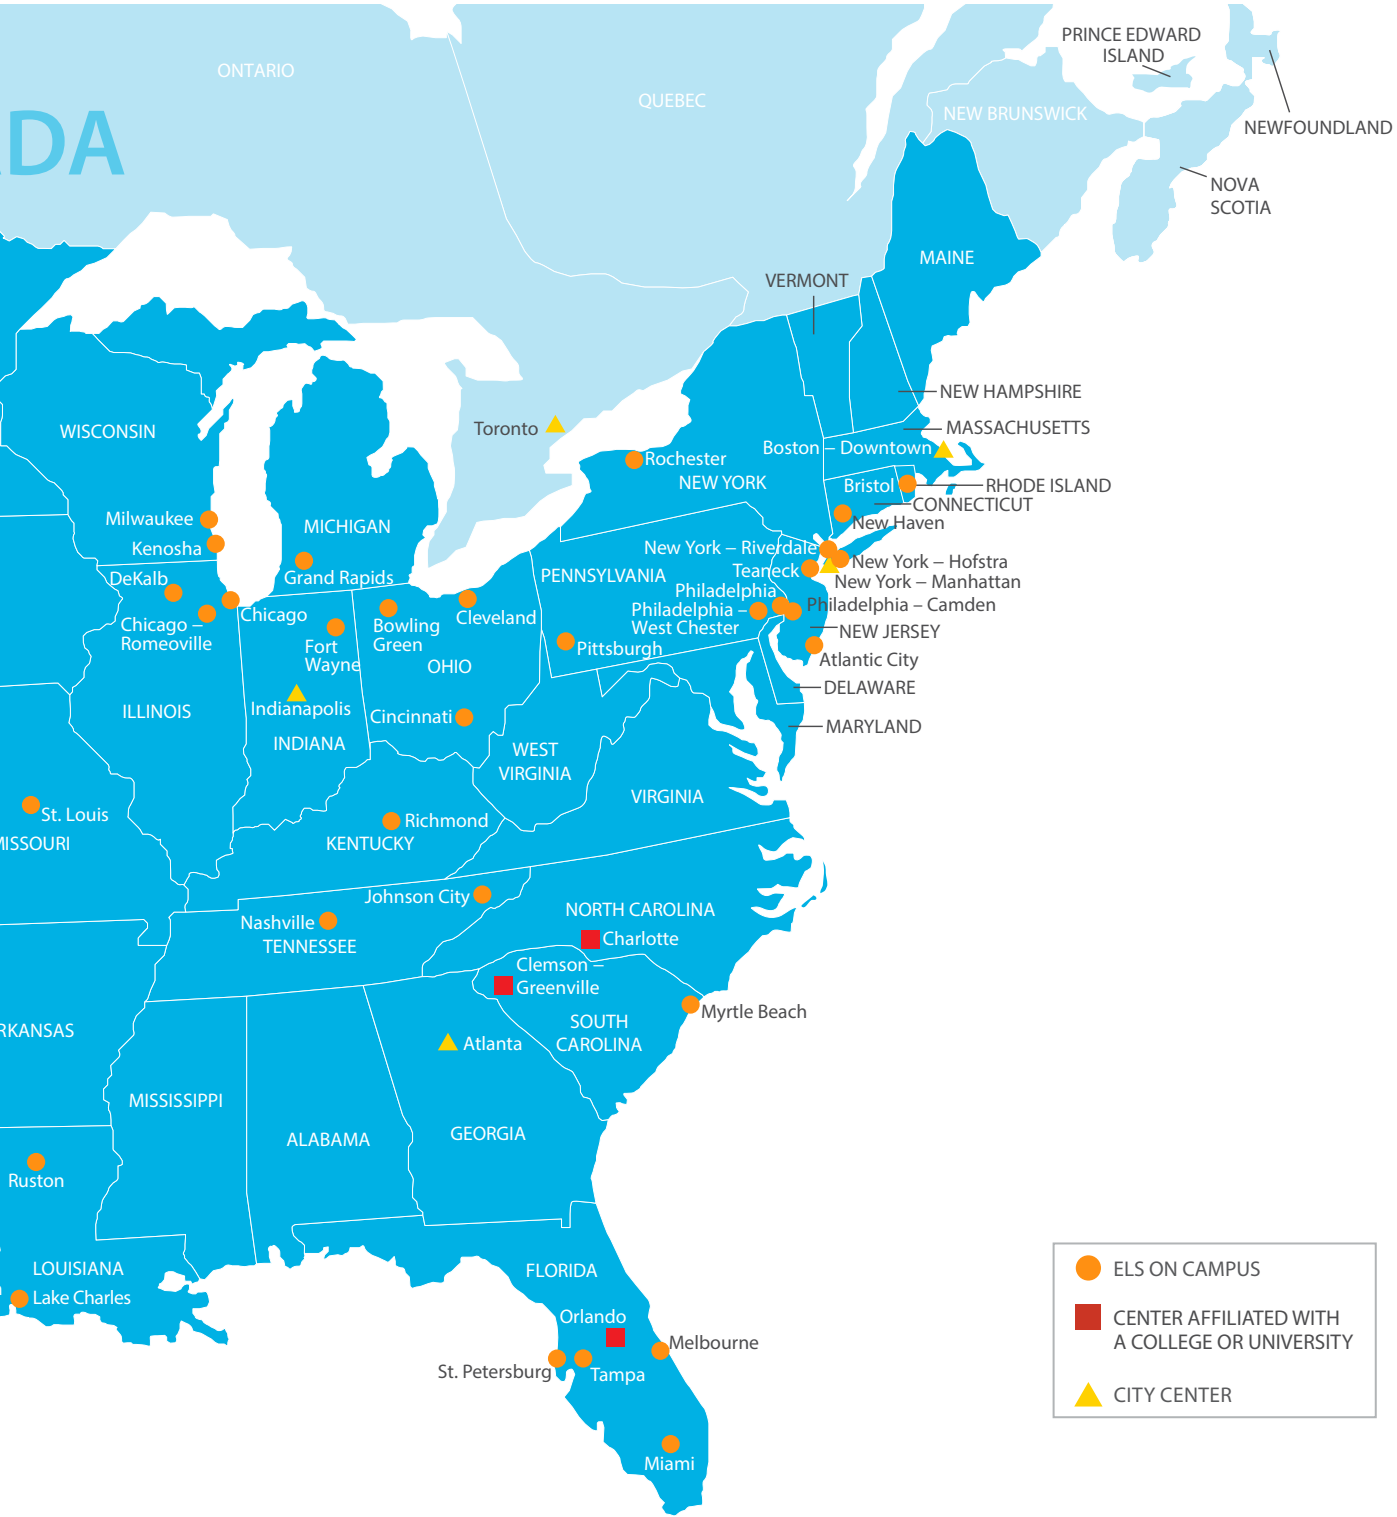 PRINCE EDWARD
ISLAND
ONTARIO
QUEBEC
NEW BRUNSWICK
NEWFOUNDLAND
DA
NOVA
SCOTIA
MAINE
VERMONT
NEW HAMPSHIRE
MASSACHUSETTS
WISCONSIN
Toronto
Boston – Downtown
Rochester
NEW YORK
Bristol
RHODE ISLAND
CONNECTICUT
New Haven
Milwaukee
MICHIGAN
Kenosha
New York – Riverdale
New York – Hofstra
Teaneck
New York – Manhattan
DeKalb
Grand Rapids
PENNSYLVANIA
Philadelphia
Philadelphia – Camden
Philadelphia –
West Chester
Chicago
Chicago –
Romeoville
Cleveland
Bowling
Green
NEW JERSEY
Fort
Wayne
Pittsburgh
OHIO
Atlantic City
DELAWARE
Indianapolis
ILLINOIS
Cincinnati
MARYLAND
INDIANA
WEST
VIRGINIA
VIRGINIA
St. Louis
Richmond
MISSOURI
KENTUCKY
Johnson City
NORTH CAROLINA
Nashville
TENNESSEE
Charlotte
Clemson –
Greenville
Myrtle Beach
SOUTH
CAROLINA
RKANSAS
Atlanta
MISSISSIPPI
ALABAMA
GEORGIA
Ruston
LOUISIANA
FLORIDA
Lake Charles
Orlando
Melbourne
St. Petersburg
Tampa
Miami
ELS ON CAMPUS
CENTER AFFILIATED WITH
A COLLEGE OR UNIVERSITY
CITY CENTER